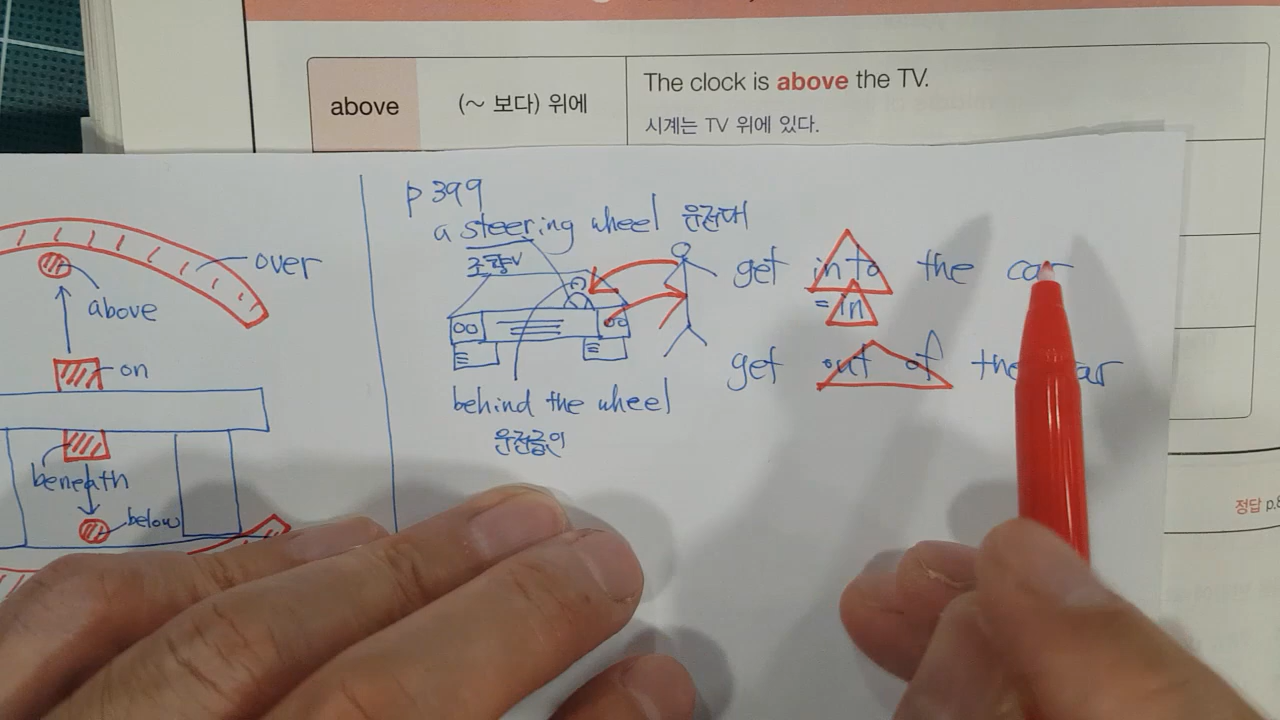 above
(~ 보다) 위에
The clock is above the TV.
시계는 TV 위에 있다.
over
above
on
beneath
below
p 399
a steering wheel 운전대
조향
behind the wheel
운전중인
get into the car
= in
get out of the car
정답 p.8